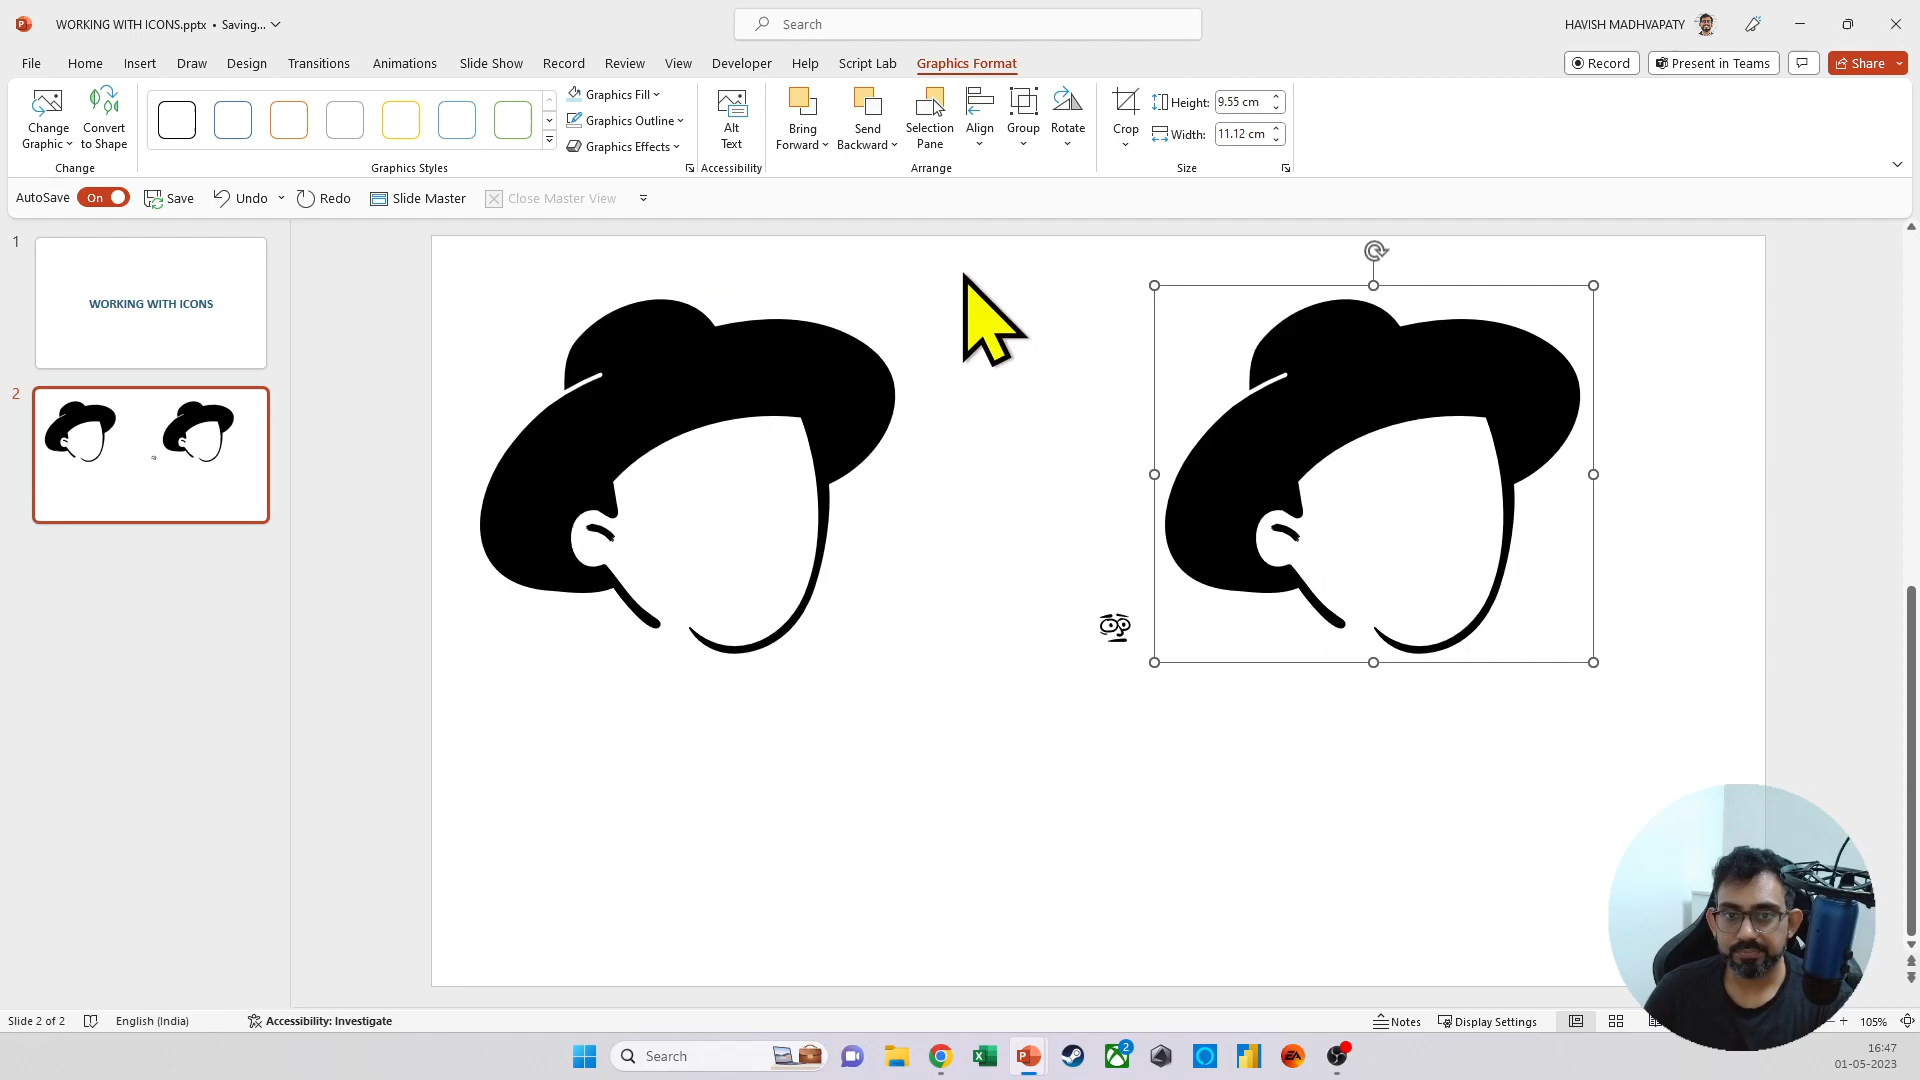 WORKING WITH ICONS.pptx • Saving...
Search
HAVISH MADHVAPATY
File Home Insert Draw Design Transitions Animations Slide Show Record Review View Developer Help Script Lab Graphics Format
Record
Present in Teams
Share
Change Graphic
Convert to Shape
Graphics Fill
Graphics Outline
Graphics Effects
Alt Text
Bring Forward
Send Backward
Selection Pane
Align
Group
Rotate
Crop
Height: 9.55 cm
Width: 11.12 cm
Change
Graphics Styles
Accessibility
Arrange
Size
AutoSave On Save Undo Redo Slide Master Close Master View
1
WORKING WITH ICONS
2
Slide 2 of 2 English (India) Accessibility: Investigate Notes Display Settings 105%
Search
2
16:47
01-05-2023